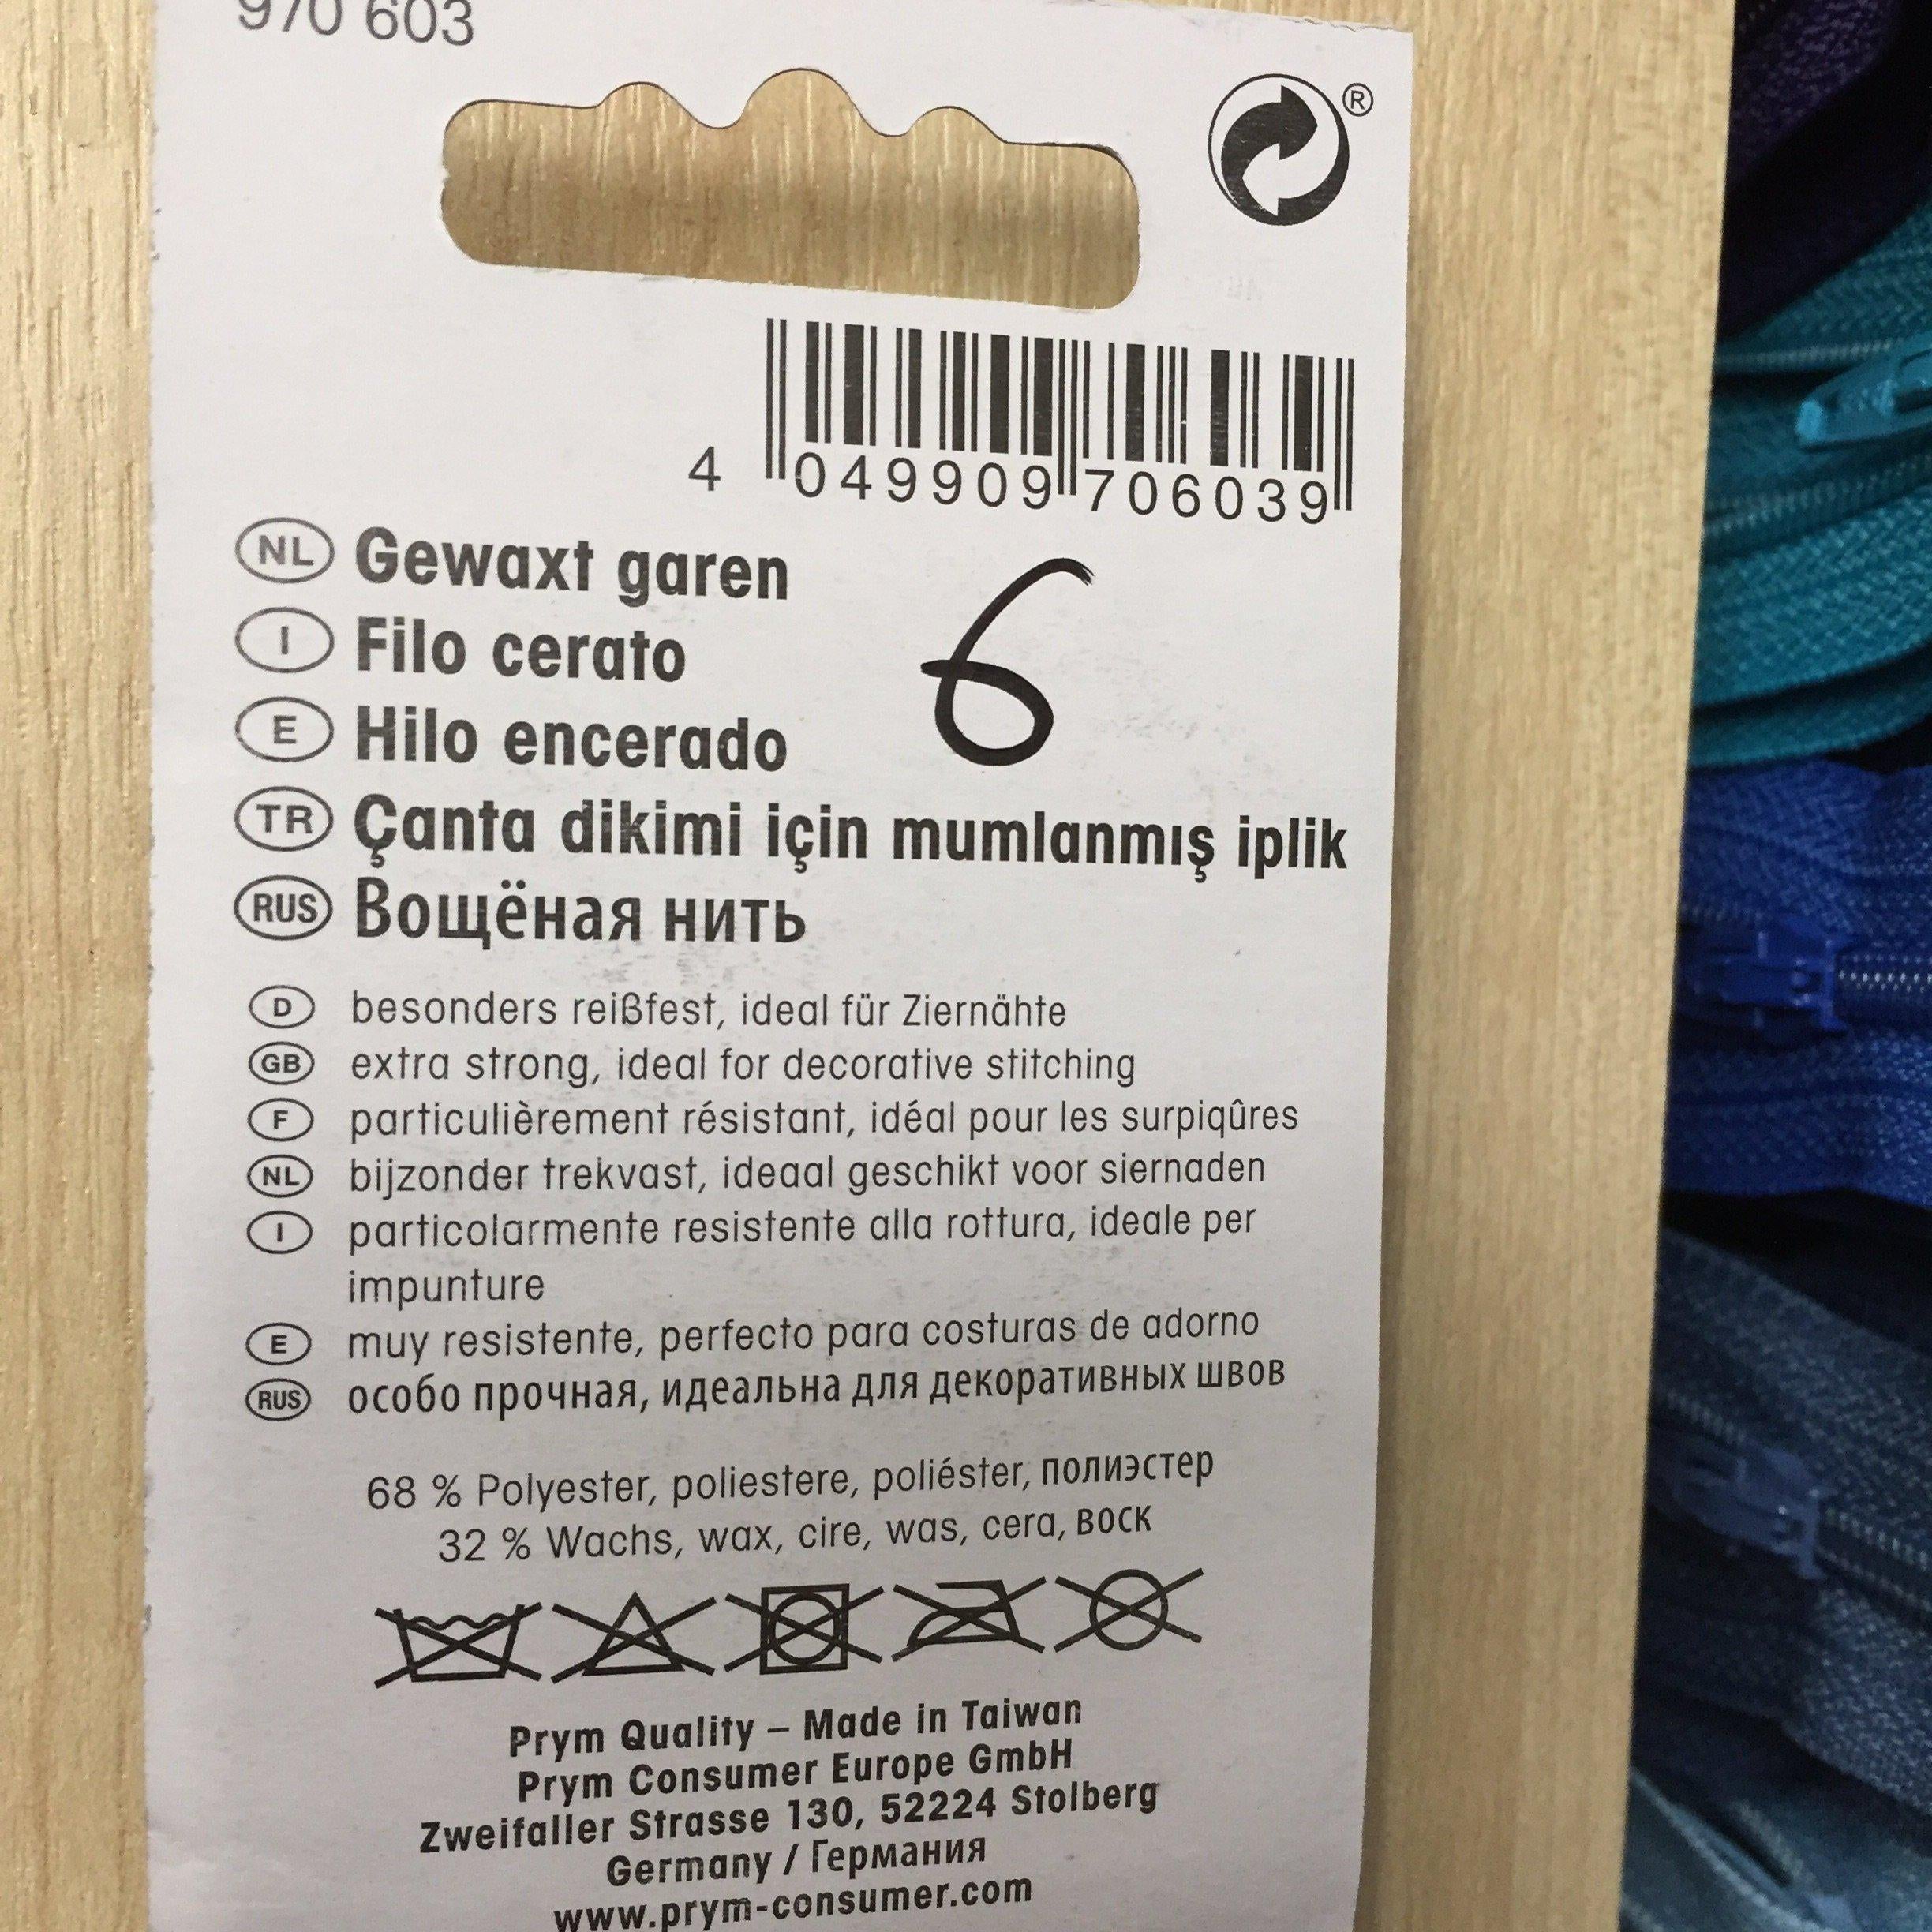 970 603
®
4 049909 706039
NL Gewaxt garen
I Filo cerato
6
E Hilo encerado
TR Çanta dikimi için mumlanmış iplik
RUS Вощёная нить
D besonders reißfest, ideal für Ziernähte
GB extra strong, ideal for decorative stitching
F particulièrement résistant, idéal pour les surpiqûres
NL bijzonder trekvast, ideaal geschikt voor siernaden
I particolarmente resistente alla rottura, ideale per
impunture
E muy resistente, perfecto para costuras de adorno
RUS особо прочная, идеальна для декоративных швов
68 % Polyester, poliestere, poliéster, полиэстер
32 % Wachs, wax, cire, was, cera, воск
Prym Quality – Made in Taiwan
Prym Consumer Europe GmbH
Zweifaller Strasse 130, 52224 Stolberg
Germany / Германия
www.prym-consumer.com